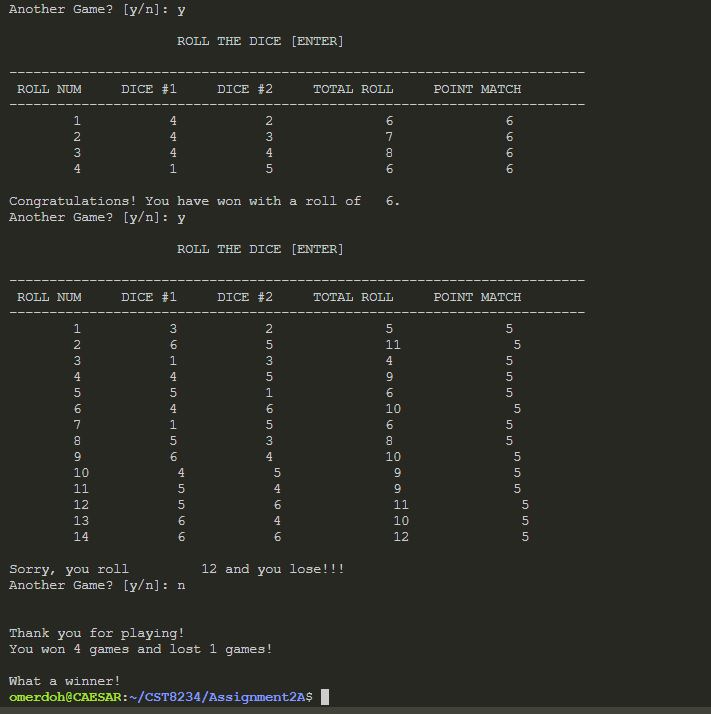 Another Game? [y/n]: y
ROLL THE DICE [ENTER]
------------------------------------------------------------------------
ROLL NUM     DICE #1     DICE #2     TOTAL ROLL     POINT MATCH
------------------------------------------------------------------------
        1           4           2              6              6
        2           4           3              7              6
        3           4           4              8              6
        4           1           5              6              6
Congratulations! You have won with a roll of   6.
Another Game? [y/n]: y
ROLL THE DICE [ENTER]
------------------------------------------------------------------------
ROLL NUM     DICE #1     DICE #2     TOTAL ROLL     POINT MATCH
------------------------------------------------------------------------
        1           3           2              5              5
        2           6           5              11             5
        3           1           3              4              5
        4           4           5              9              5
        5           5           1              6              5
        6           4           6              10             5
        7           1           5              6              5
        8           5           3              8              5
        9           6           4              10             5
        10           4           5              9              5
        11           5           4              9              5
        12           5           6              11             5
        13           6           4              10             5
        14           6           6              12             5
Sorry, you roll         12 and you lose!!!
Another Game? [y/n]: n
Thank you for playing!
You won 4 games and lost 1 games!
What a winner!
omerdoh@CAESAR:~/CST8234/Assignment2A$